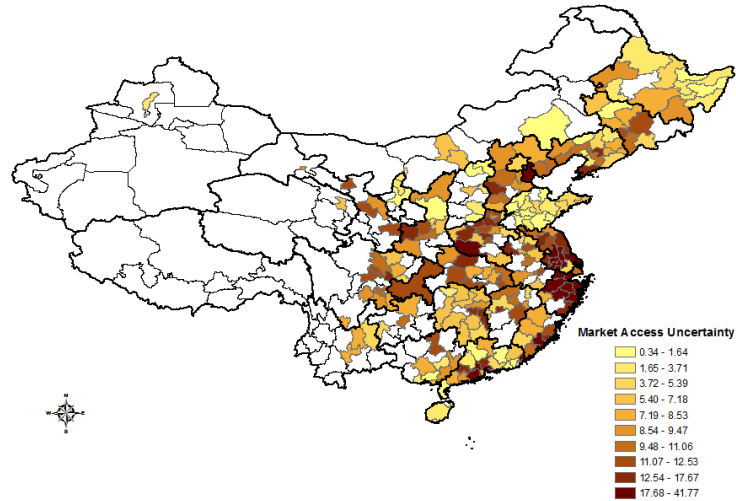 Market Access Uncertainty
0.34 - 1.64
1.65 - 3.71
3.72 - 5.39
5.40 - 7.18
7.19 - 8.53
8.54 - 9.47
9.48 - 11.06
11.07 - 12.53
12.54 - 17.67
17.68 - 41.77
N
W E
S